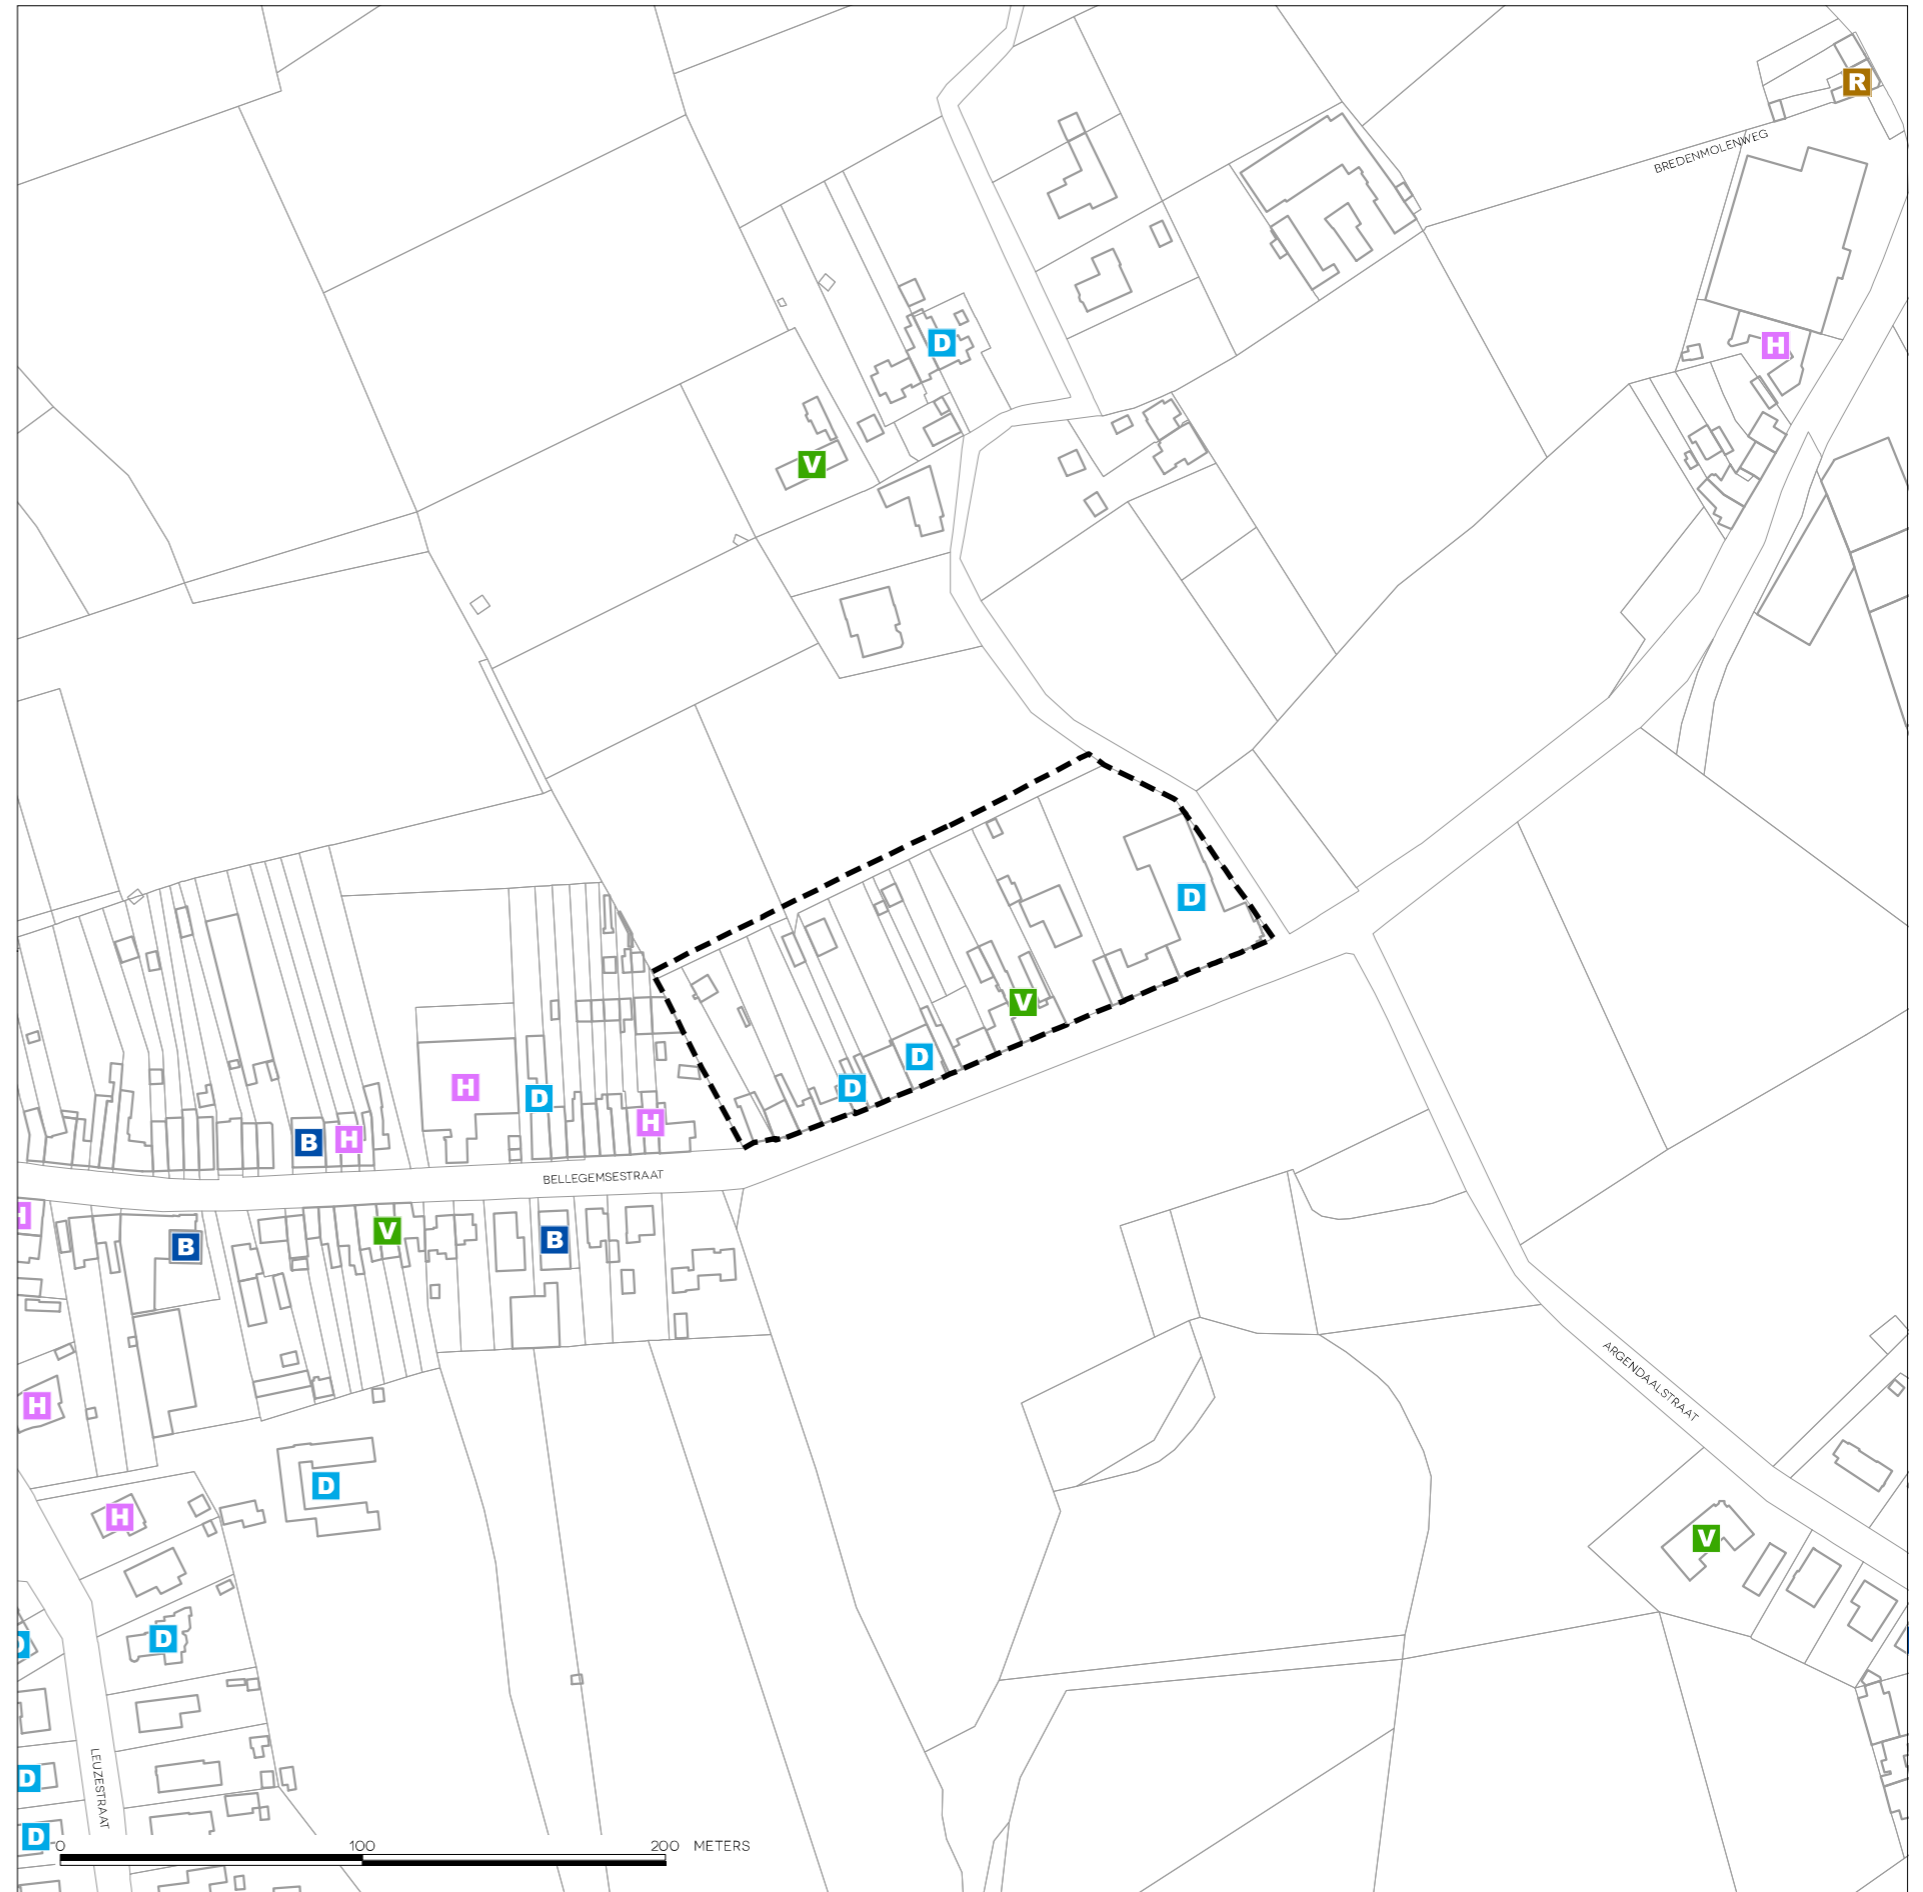 R
BREDENMOLENWEG
H
D
V
D
V
H
D
D
D
H
B
H
BELLEGEMSESTRAAT
H
V
B
B
ARGENDAALSTRAAT
H
D
H
V
D
D
LEUZESTRAAT
D
D
0 100 200 METERS